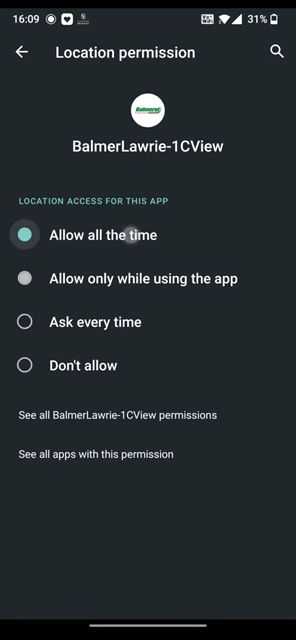 16:09
31%
Location permission
Balmerol
BalmerLawrie-1CView
LOCATION ACCESS FOR THIS APP
Allow all the time
Allow only while using the app
Ask every time
Don't allow
See all BalmerLawrie-1CView permissions
See all apps with this permission